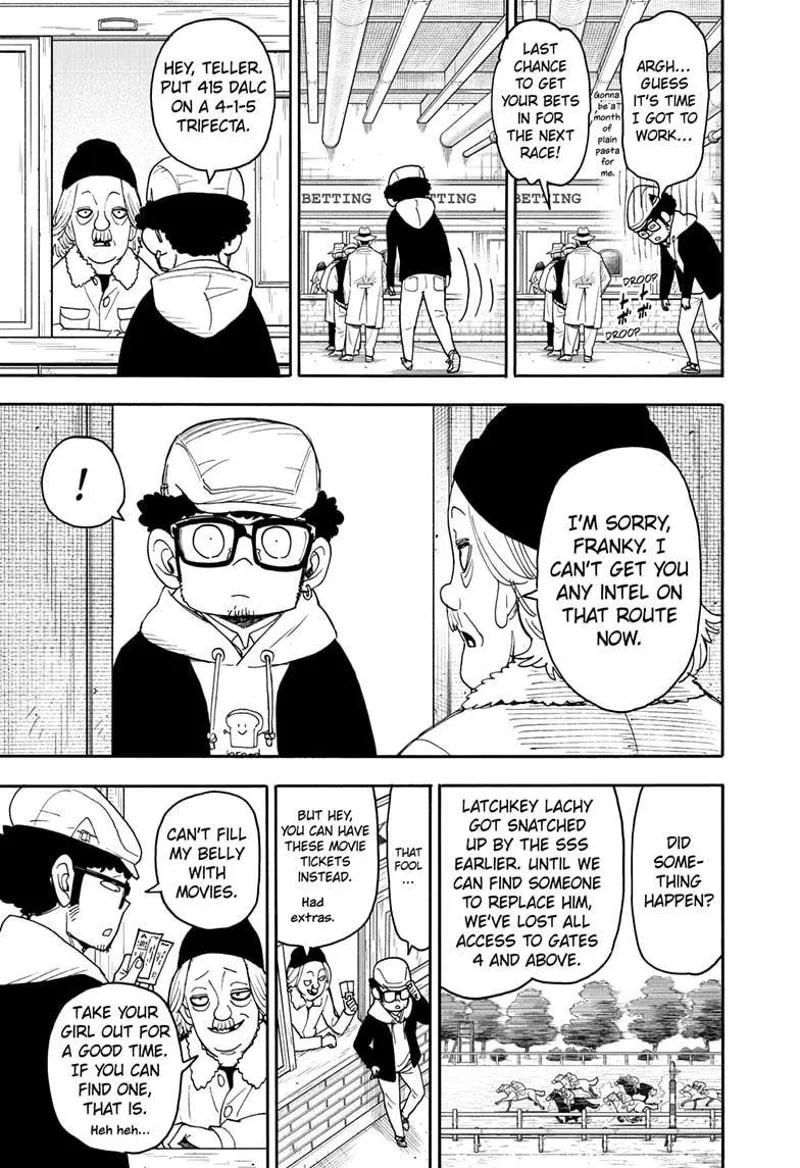 ARGH...
GUESS
IT'S TIME
I GOT TO
WORK...
Gonna
be a
month
of
plain
pasta
for
me.
DROOP
トボ
トボ
DROOP
BETTING
LAST
CHANCE
TO GET
YOUR BETS
IN FOR
THE NEXT
RACE!
BETTING
TTING
HEY, TELLER.
PUT 415 DALC
ON A 4-1-5
TRIFECTA.
I'M SORRY,
FRANKY. I
CAN'T GET YOU
ANY INTEL ON
THAT ROUTE
NOW.
!
bread
DID
SOME-
THING
HAPPEN?
LATCHKEY LACHY
GOT SNATCHED
UP BY THE SSS
EARLIER. UNTIL WE
CAN FIND SOMEONE
TO REPLACE HIM,
WE'VE LOST ALL
ACCESS TO GATES
4 AND ABOVE.
THAT
FOOL
...
BUT HEY,
YOU CAN HAVE
THESE MOVIE
TICKETS
INSTEAD.
Had
extras.
CAN'T FILL
MY BELLY
WITH
MOVIES.
TAKE YOUR
GIRL OUT FOR
A GOOD TIME.
IF YOU CAN
FIND ONE,
THAT IS.
Heh heh...